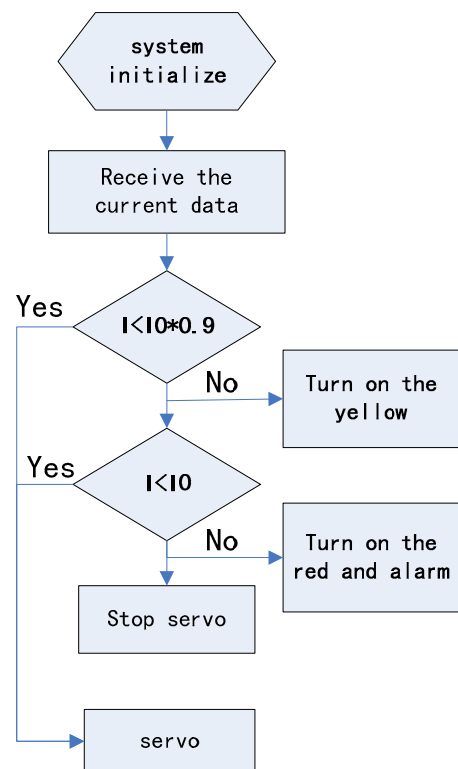 system
initialize
Receive the
current data
Yes
I<I0*0.9
No
Turn on the
yellow
Yes
I<I0
No
Turn on the
red and alarm
Stop servo
servo